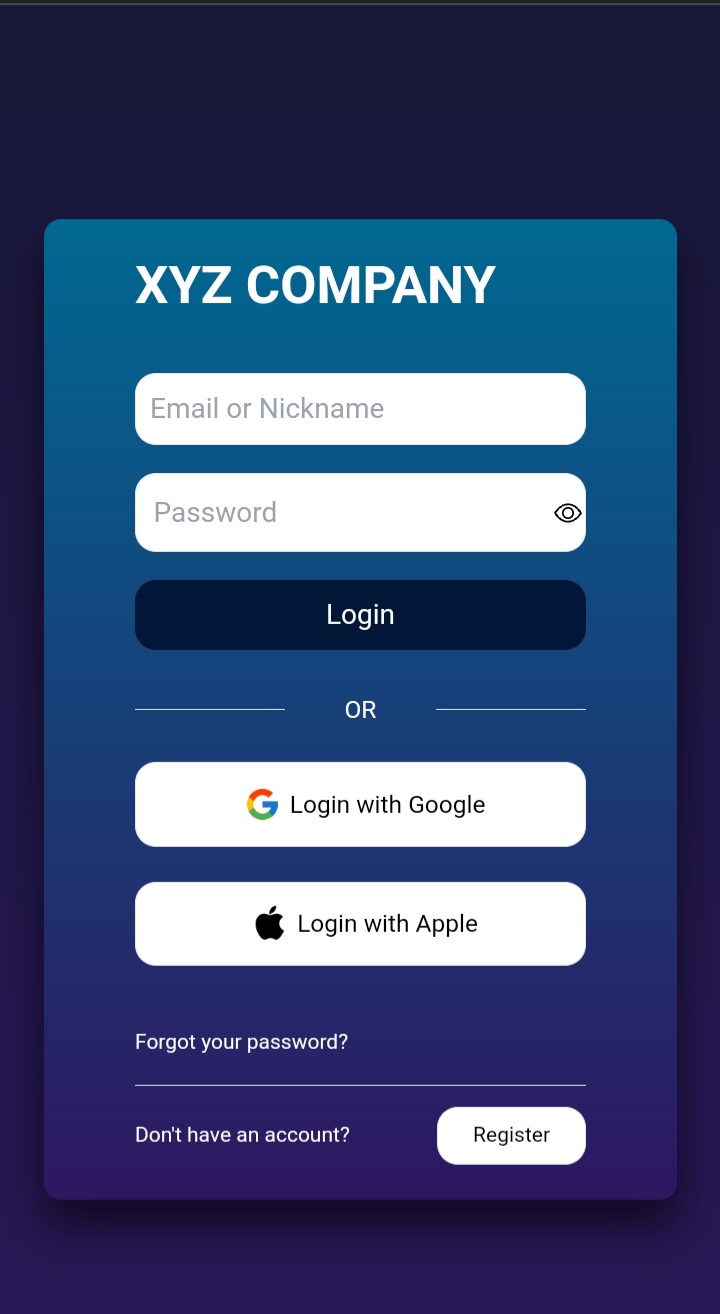 XYZ COMPANY
Email or Nickname
Password
Login
OR
Login with Google
Login with Apple
Forgot your password?
Don't have an account?
Register